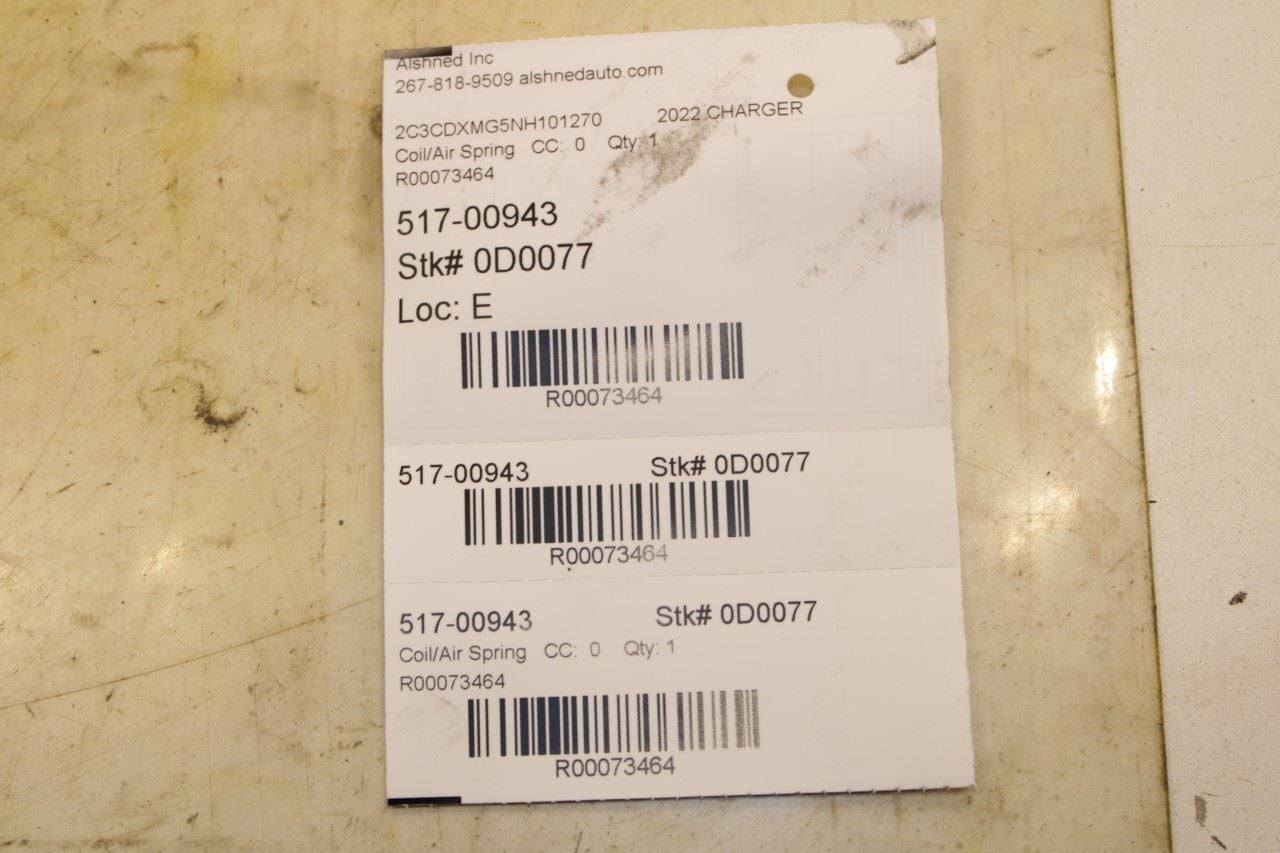 Alshned Inc
267-818-9509 alshnedauto.com
2C3CDXMG5NH101270 2022 CHARGER
Coil/Air Spring CC: 0 Qty: 1
R00073464
517-00943
Stk# 0D0077
Loc: E
R00073464
517-00943 Stk# 0D0077
R00073464
517-00943 Stk# 0D0077
Coil/Air Spring CC: 0 Qty: 1
R00073464
R00073464